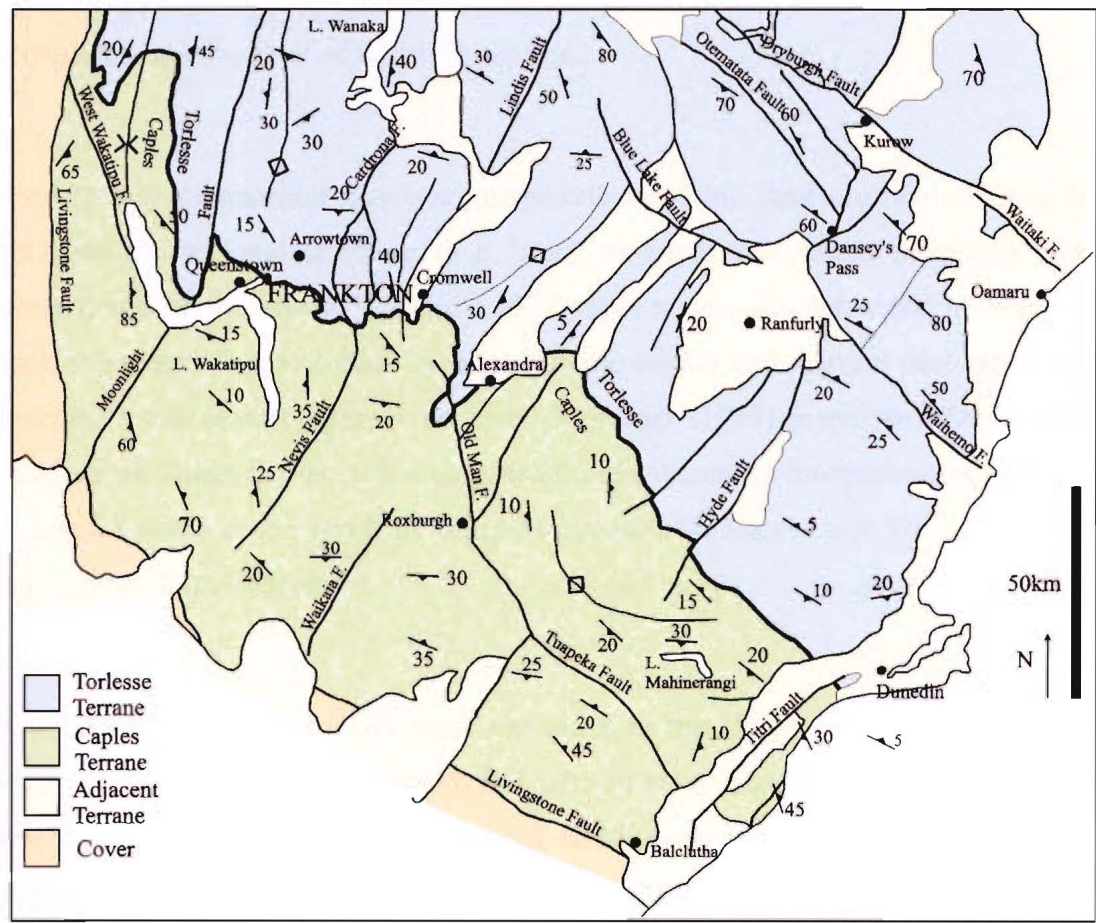 L. Wanaka
20
45
20
40
30
Lindis Fault
80
Otematata Fault
Dryburgh Fault
70
50
70
60
Kurow
West Wakatipu F.
Caples
Torlesse
Fault
30
30
Cardrona F.
20
25
Blue Lake Fault
65
Livingstone Fault
30
15
20
Arrowtown
60
Dansey's
Pass
70
Waitaki F.
Queenstown
40
Cromwell
FRANKTON
Oamaru
85
15
30
5
20
Ranfurly
25
80
L. Wakatipu
15
Alexandra
Moonlight
10
35
Nevis Fault
20
Caples
Torlesse
20
50
Waihemo F.
60
25
Old Man F.
10
25
Hyde Fault
70
Roxburgh
10
5
20
Waikaia F.
30
30
15
10
20
50km
35
25
Tuapeka Fault
20
30
L.
Mahinerangi
20
N
Dunedin
Torlesse
Terrane
Caples
Terrane
Adjacent
Terrane
Cover
20
45
10
Titri Fault
30
5
45
Livingstone Fault
Balclutha